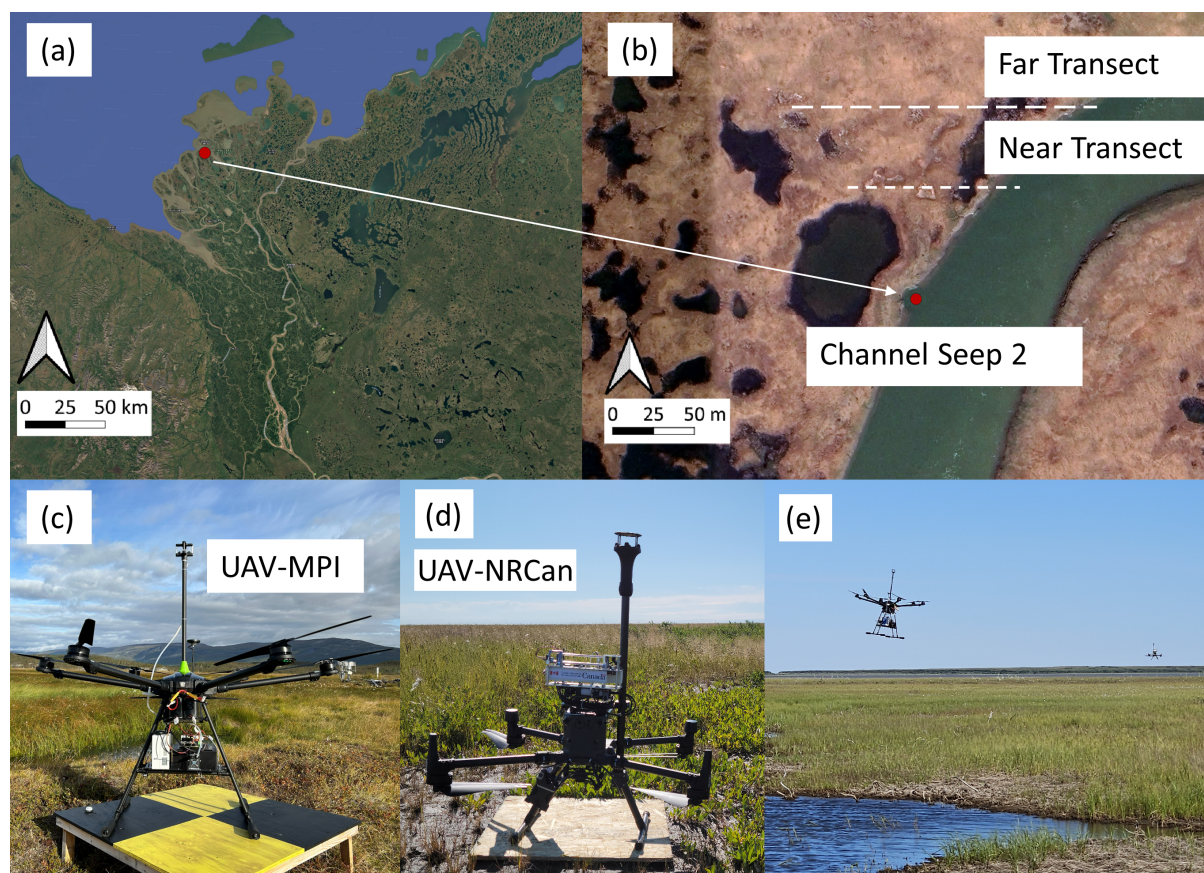 (a)
0 25 50 km
(b)
Far Transect
Near Transect
Channel Seep 2
0 25 50 m
(c)
UAV-MPI
(d)
UAV-NRCan
Canada
(e)